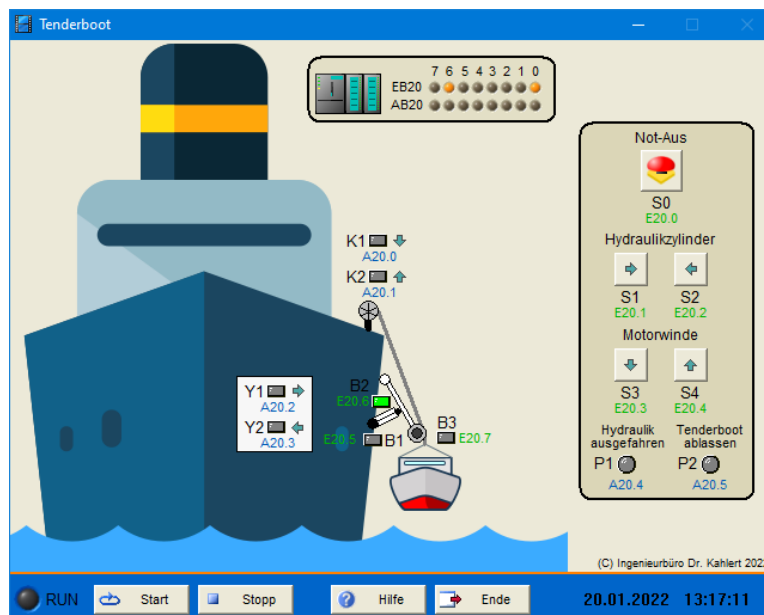 Tenderboot
7 6 5 4 3 2 1 0
EB20
AB20
Not-Aus
S0
E20.0
Hydraulikzylinder
S1 S2
E20.1 E20.2
Motorwinde
S3 S4
E20.3 E20.4
Hydraulik ausgefahren
Tenderboot ablassen
P1 P2
A20.4 A20.5
K1
A20.0
K2
A20.1
Y1
A20.2
Y2
A20.3
B2
E20.6
E20.5 B1
B3
E20.7
(C) Ingenieurbüro Dr. Kahlert 202
RUN Start Stopp Hilfe Ende 20.01.2022 13:17:11